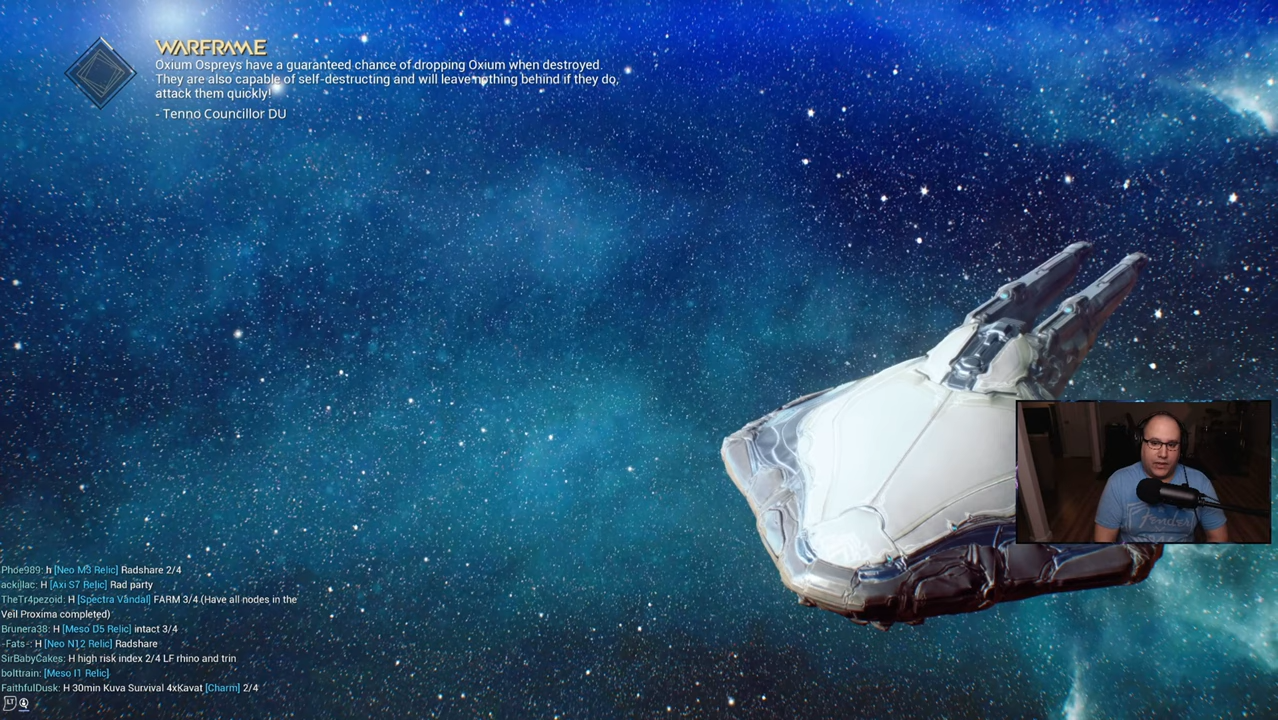 WARFRAME
Oxium Ospreys have a guaranteed chance of dropping Oxium when destroyed.
They are also capable of self-destructing and will leave nothing behind if they do,
attack them quickly!
- Tenno Councillor DU
Phoe989: h [Neo M3 Relic] Radshare 2/4
ackillac: H [Axi S7 Relic] Rad party
TheTr4pezoid: H [Spectra Vandal] FARM 3/4 (Have all nodes in the
Veil Proxima completed)
Brunera38: H [Meso D5 Relic] intact 3/4
-Fats-: H [Neo N12 Relic] Radshare
SirBabyCakes: H high risk index 2/4 LF rhino and trin
bolttrain: [Meso I1 Relic]
FaithfulDusk: H 30min Kuva Survival 4xKavat [Charm] 2/4
LT
Fender